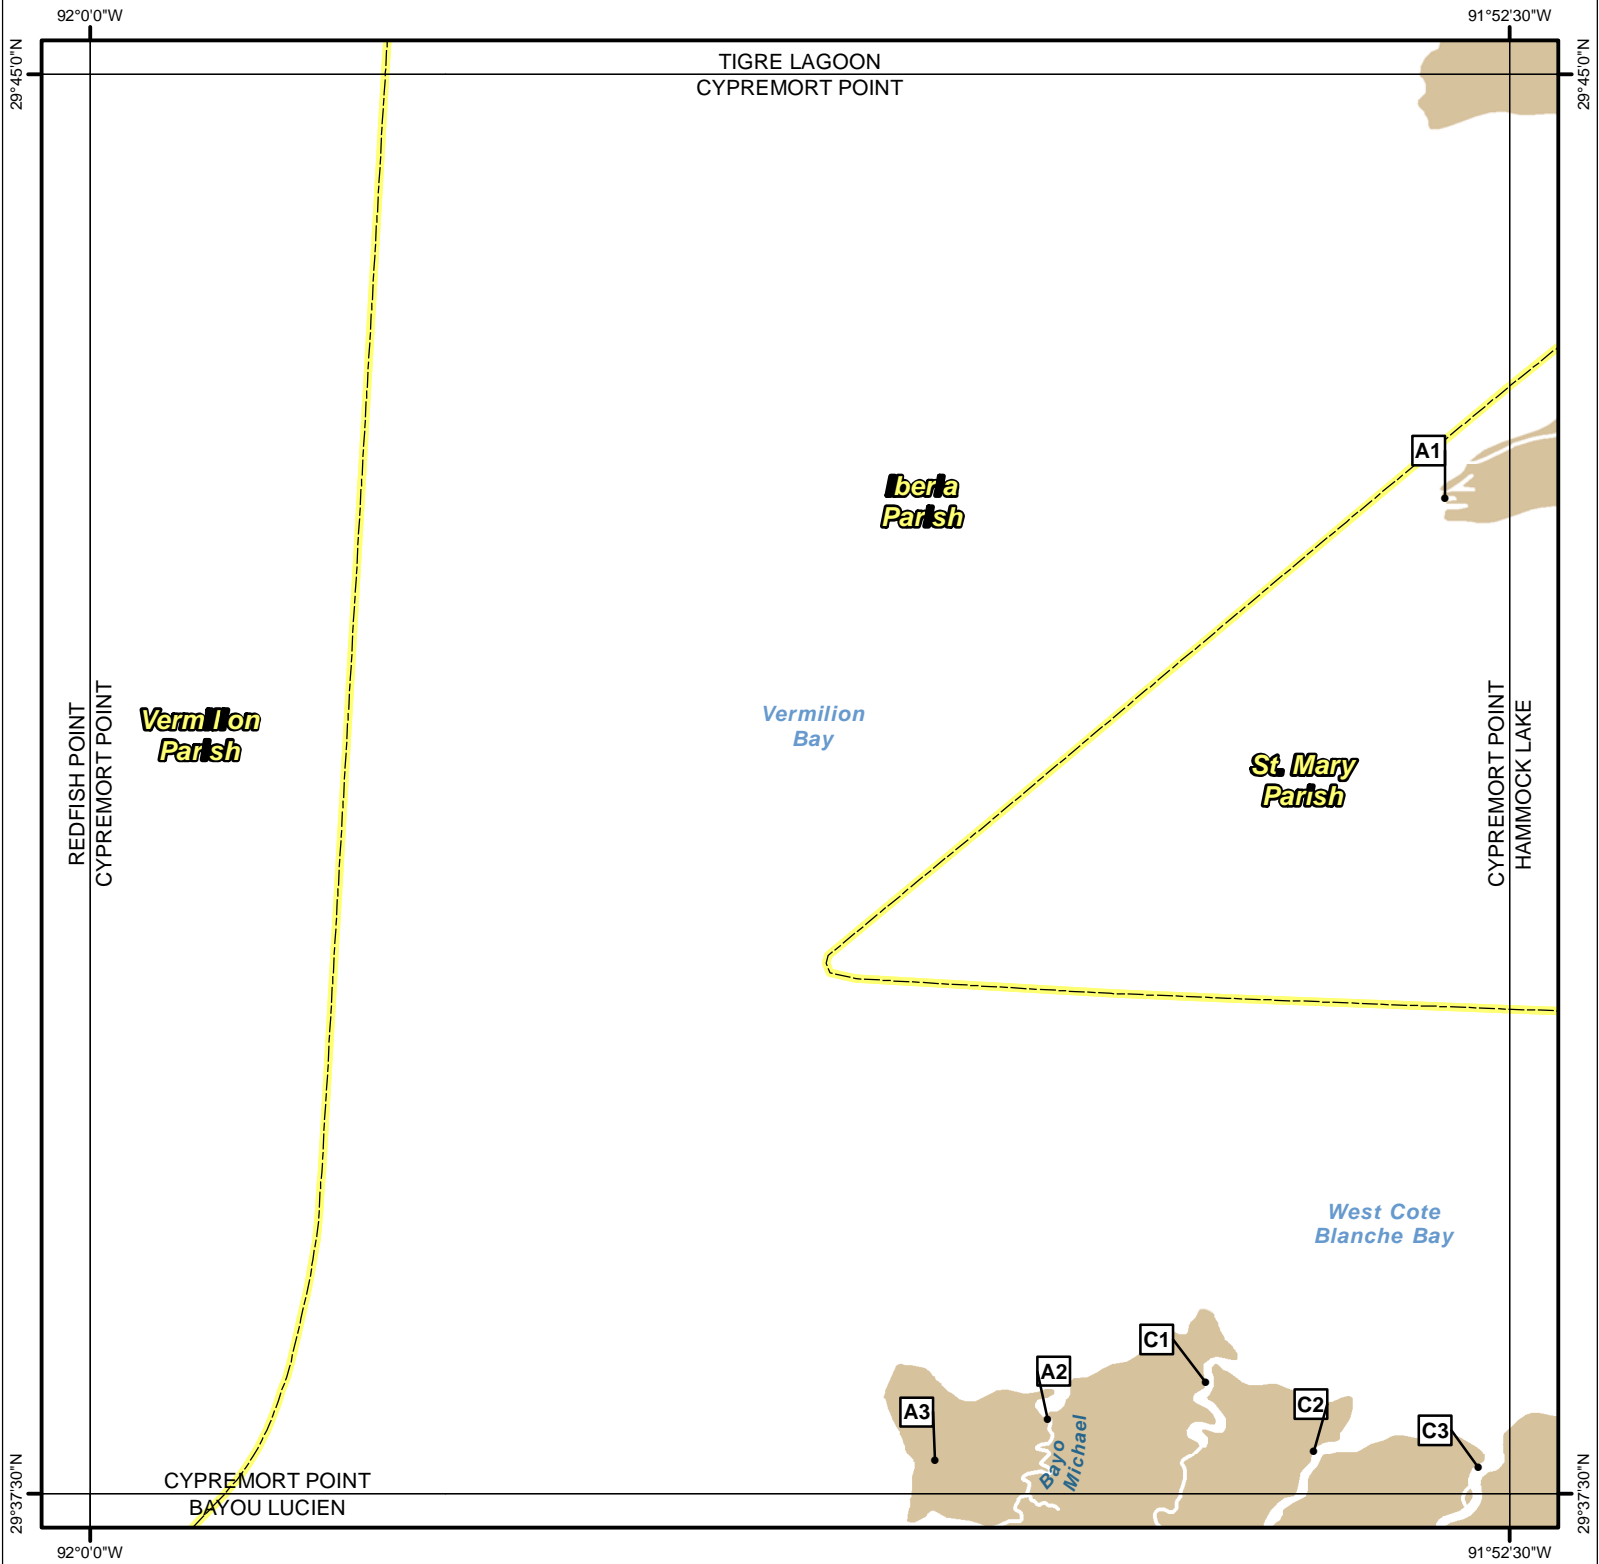 92°0'0"W
91°52'30"W
29°45'0"N
29°45'0"N
TIGRE LAGOON
CYPREMORT POINT
A1
Iberia
Parish
REDFISH POINT
CYPREMORT POINT
Vermilion
Parish
Vermilion
Bay
St. Mary
Parish
CYPREMORT POINT
HAMMOCK LAKE
West Cote
Blanche Bay
C1
A2
A3
C2
C3
Bayo
Michael
CYPREMORT POINT
BAYOU LUCIEN
29°37'30"N
29°37'30"N
92°0'0"W
91°52'30"W